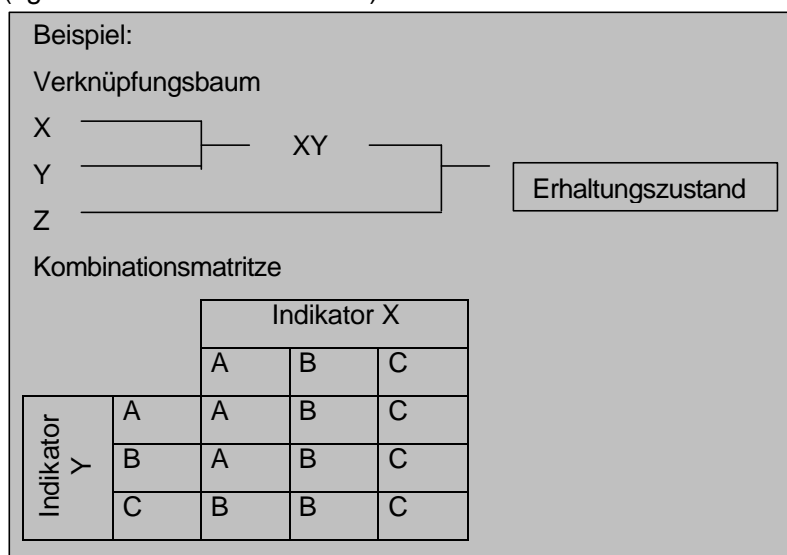 Beispiel:
Verknüpfungsbaum
X
XY
Y
Erhaltungszustand
Z
Kombinationsmatritze
Indikator X
A B C
Indikator Y
A A B C
B A B C
C B B C